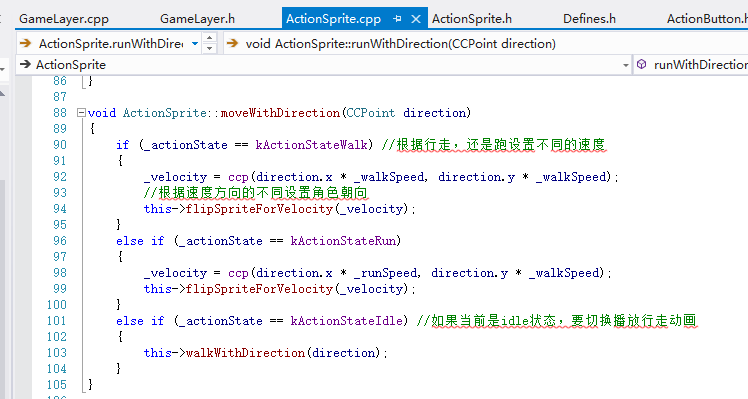 GameLayer.cpp GameLayer.h ActionSprite.cpp ActionSprite.h Defines.h ActionButton.h
ActionSprite.runWithDire void ActionSprite::runWithDirection(CCPoint direction)
ActionSprite runWithDirection
86 }
87
88 void ActionSprite::moveWithDirection(CCPoint direction)
89 {
90 if (_actionState == kActionStateWalk) //根据行走，还是跑设置不同的速度
91 {
92 _velocity = ccp(direction.x * _walkSpeed, direction.y * _walkSpeed);
93 //根据速度方向的不同设置角色朝向
94 this->flipSpriteForVelocity(_velocity);
95 }
96 else if (_actionState == kActionStateRun)
97 {
98 _velocity = ccp(direction.x * _runSpeed, direction.y * _walkSpeed);
99 this->flipSpriteForVelocity(_velocity);
100 }
101 else if (_actionState == kActionStateIdle) //如果当前是idle状态，要切换播放行走动画
102 {
103 this->walkWithDirection(direction);
104 }
105 }